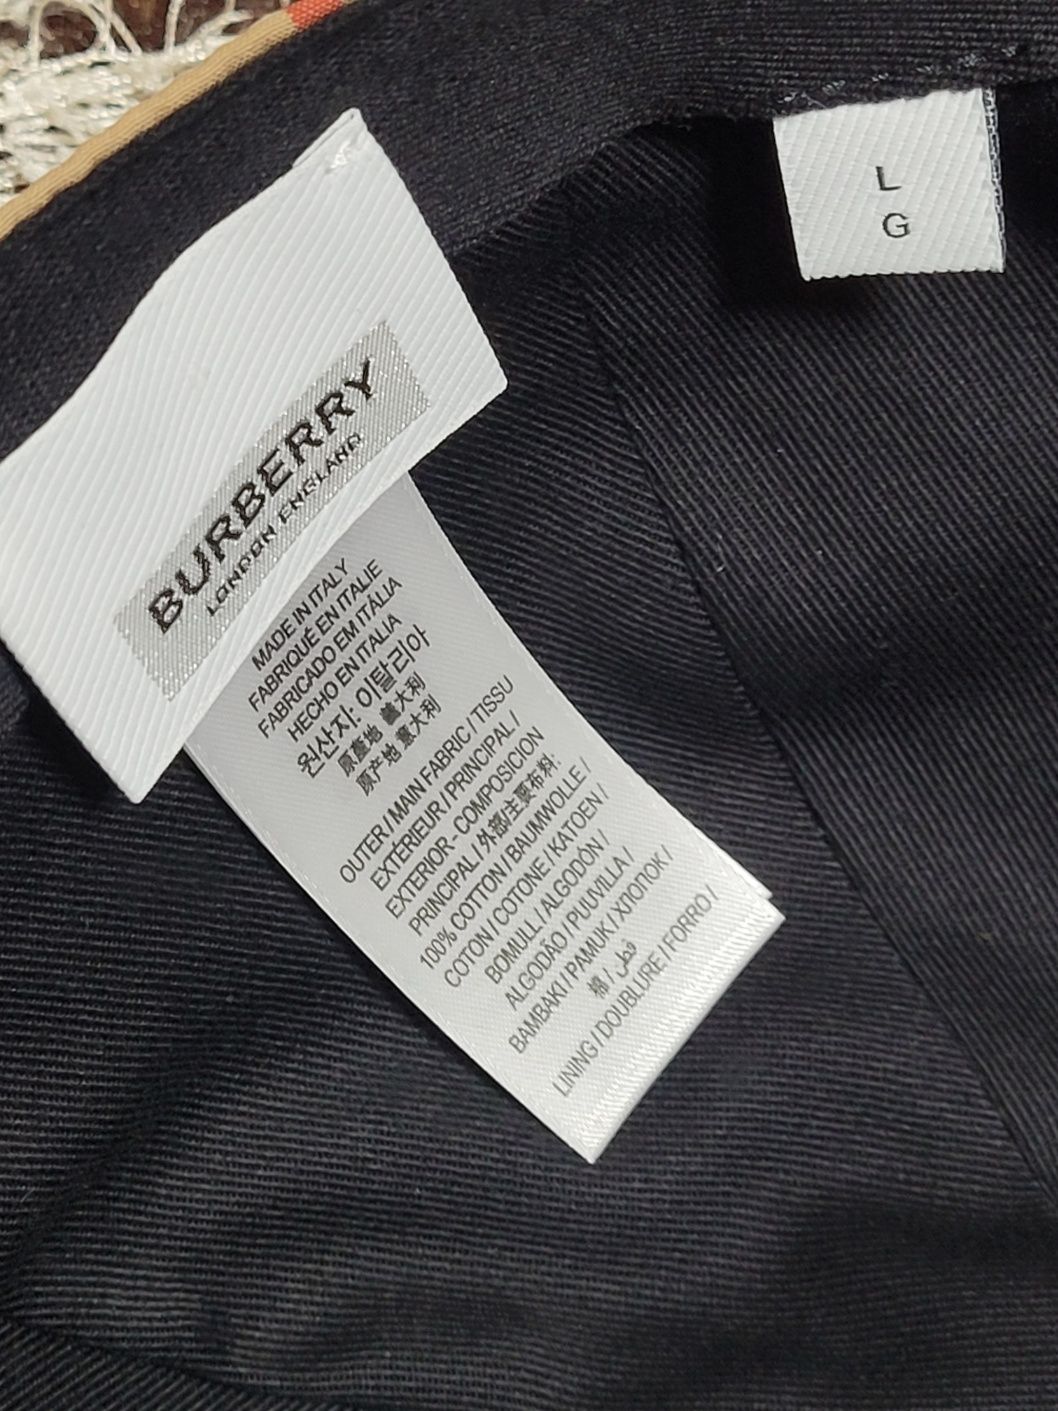 L
G
BURBERRY
LONDON ENGLAND
MADE IN ITALY
FABRIQUÉ EN ITALIE
FABRICADO EM ITÁLIA
HECHO EN ITALIA
원산지: 이탈리아
原產地 義大利
原产地 意大利
OUTER / MAIN FABRIC / TISSU
EXTÉRIEUR / PRINCIPAL /
EXTERIOR - COMPOSICION
PRINCIPAL / 外部/主要布料:
100% COTTON / BAUMWOLLE /
COTON / COTONE / KATOEN /
BOMULL / ALGODÓN /
ALGODÃO / PUUVILLA /
BAMBAKI / PAMUK / ХЛОПОК /
棉 / قطن
LINING / DOUBLURE / FORRO /